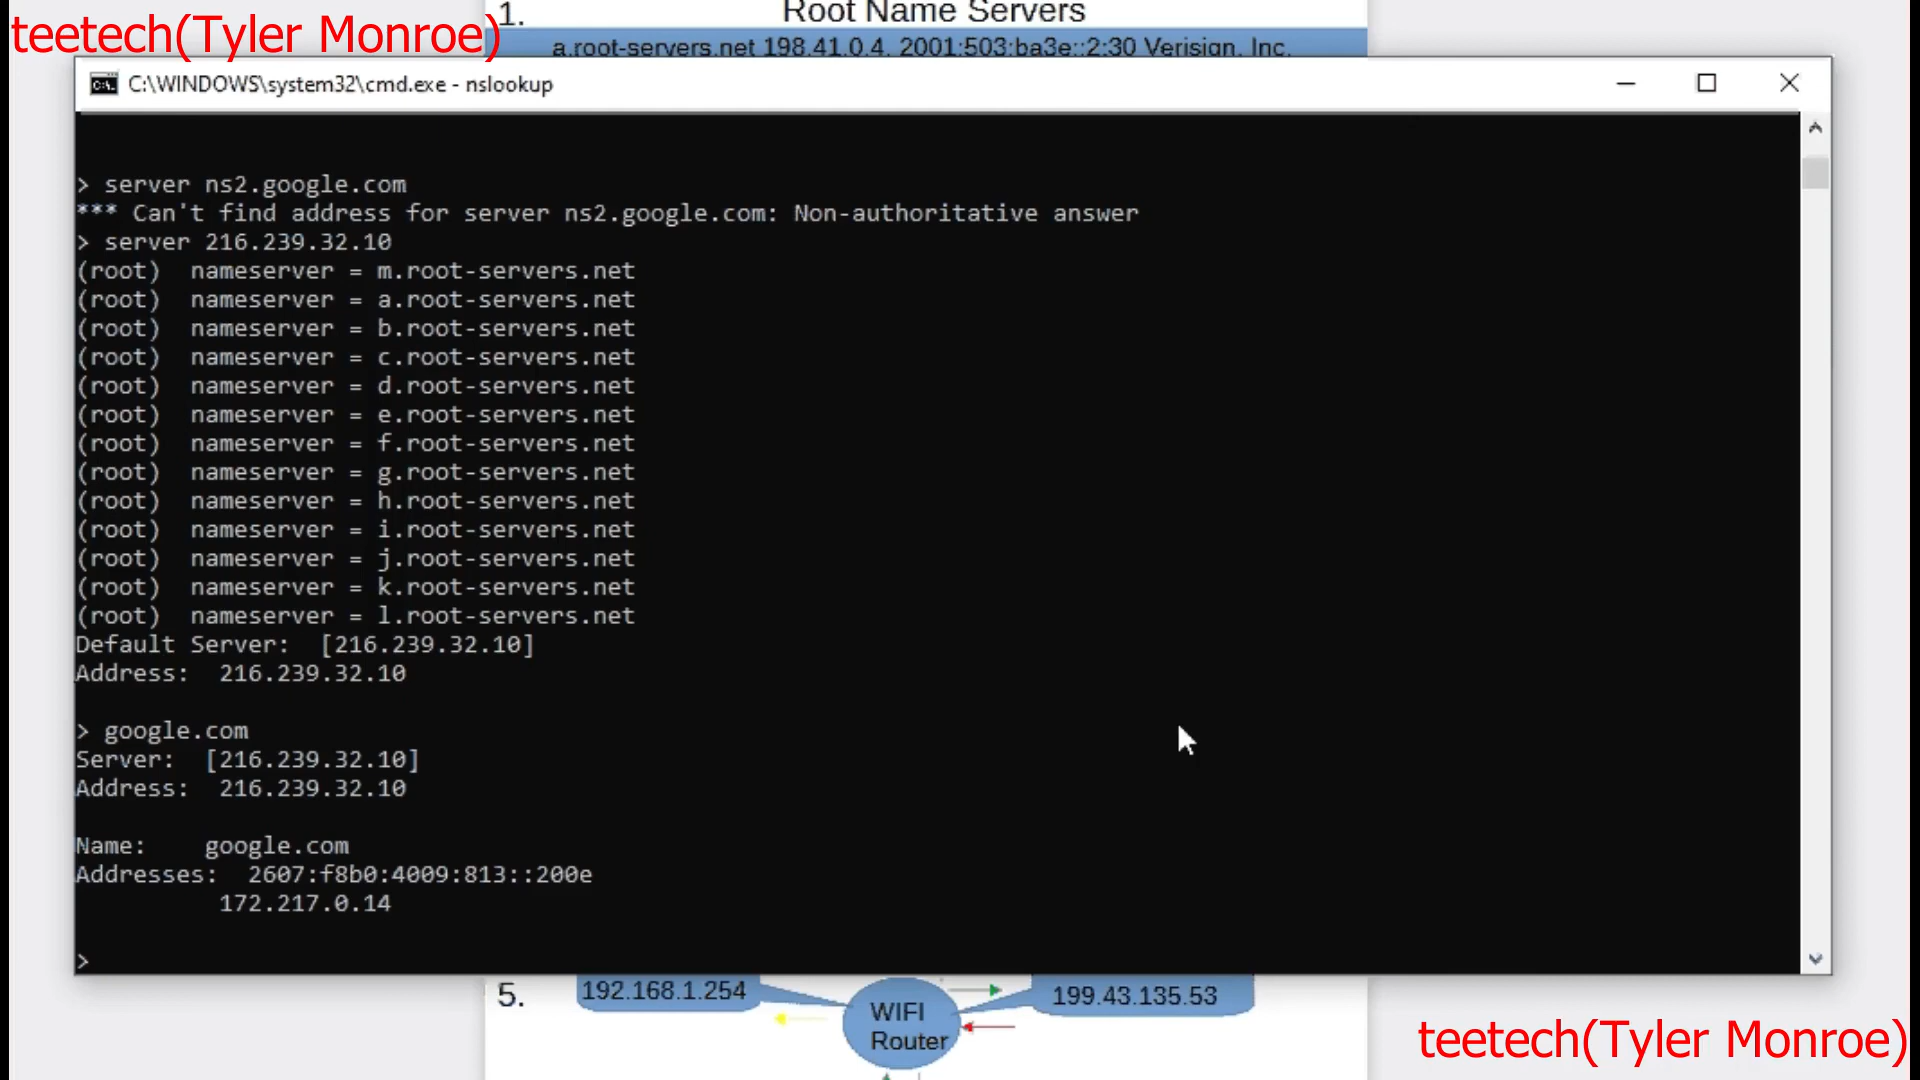 1. Root Name Servers
teetech(Tyler Monroe)
a.root-servers.net 198.41.0.4, 2001:503:ba3e::2:30 Verisign, Inc.
C:\WINDOWS\system32\cmd.exe - nslookup
> server ns2.google.com
*** Can't find address for server ns2.google.com: Non-authoritative answer
> server 216.239.32.10
(root)  nameserver = m.root-servers.net
(root)  nameserver = a.root-servers.net
(root)  nameserver = b.root-servers.net
(root)  nameserver = c.root-servers.net
(root)  nameserver = d.root-servers.net
(root)  nameserver = e.root-servers.net
(root)  nameserver = f.root-servers.net
(root)  nameserver = g.root-servers.net
(root)  nameserver = h.root-servers.net
(root)  nameserver = i.root-servers.net
(root)  nameserver = j.root-servers.net
(root)  nameserver = k.root-servers.net
(root)  nameserver = l.root-servers.net
Default Server:  [216.239.32.10]
Address:  216.239.32.10
> google.com
Server:  [216.239.32.10]
Address:  216.239.32.10
Name:    google.com
Addresses:  2607:f8b0:4009:813::200e
172.217.0.14
>
5. 192.168.1.254 199.43.135.53
WIFI
Router
teetech(Tyler Monroe)